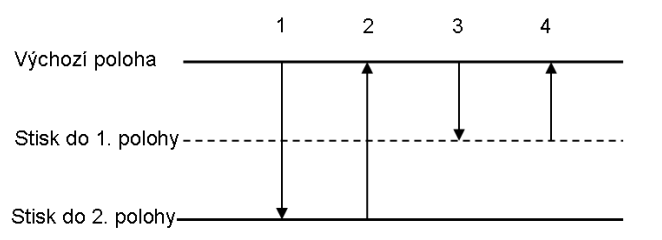 1 2 3 4
Výchozí poloha
Stisk do 1. polohy
Stisk do 2. polohy